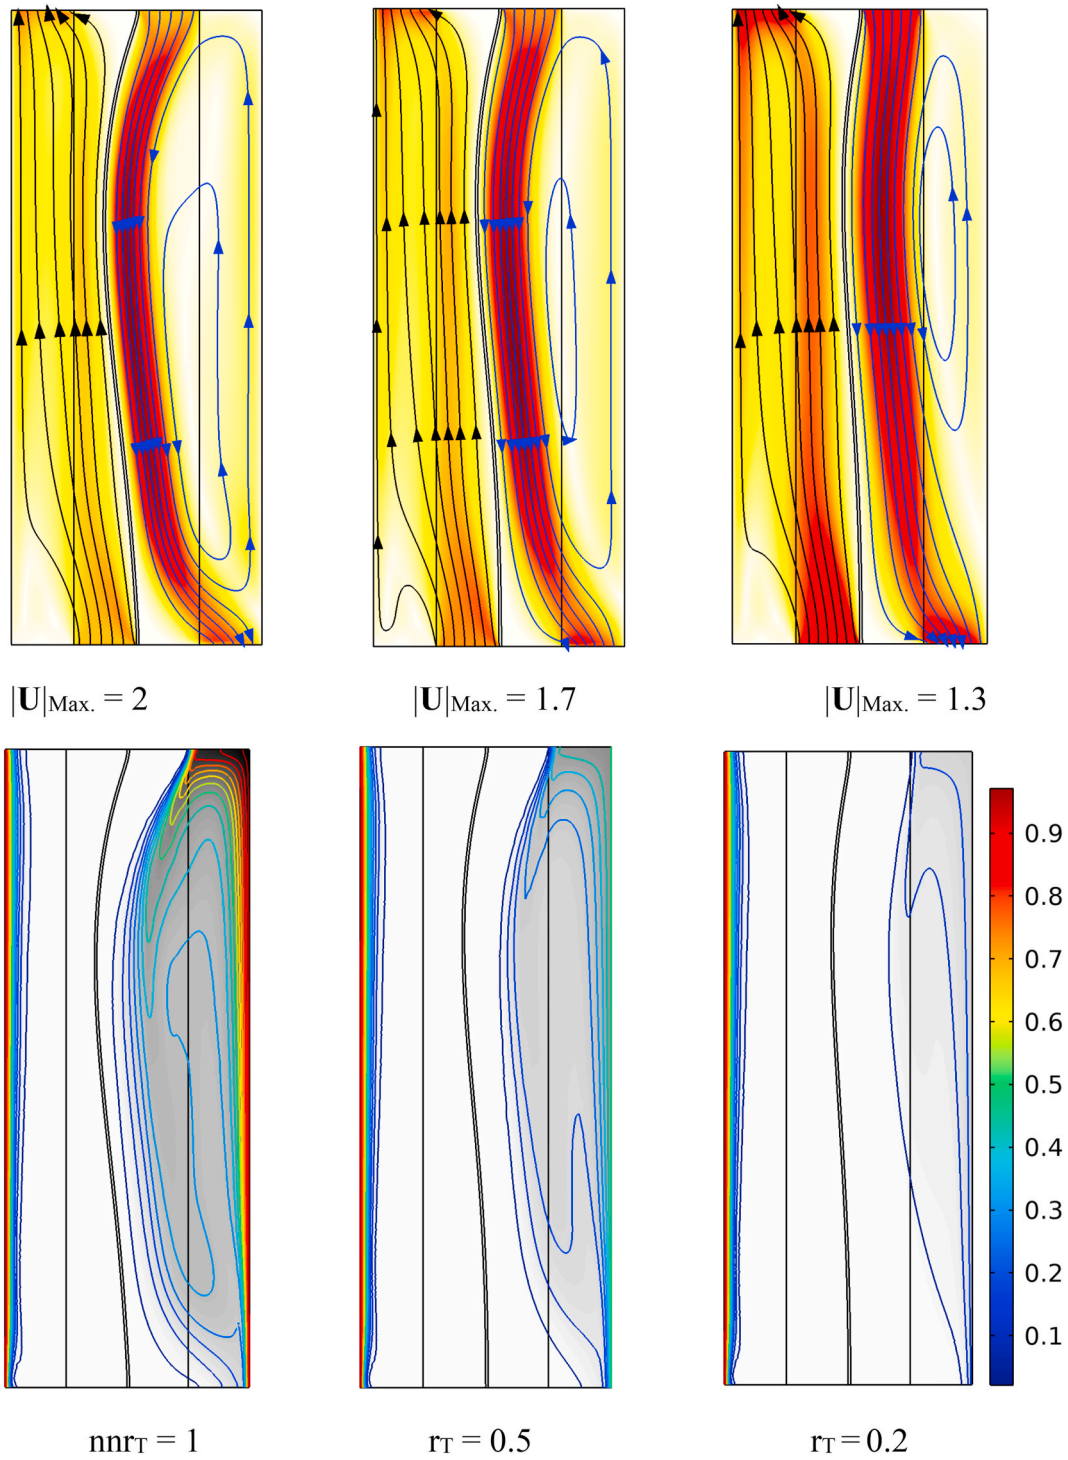 |U|Max. = 2
|U|Max. = 1.7
|U|Max. = 1.3
0.9
0.8
0.7
0.6
0.5
0.4
0.3
0.2
0.1
nnrT = 1
rT = 0.5
rT = 0.2